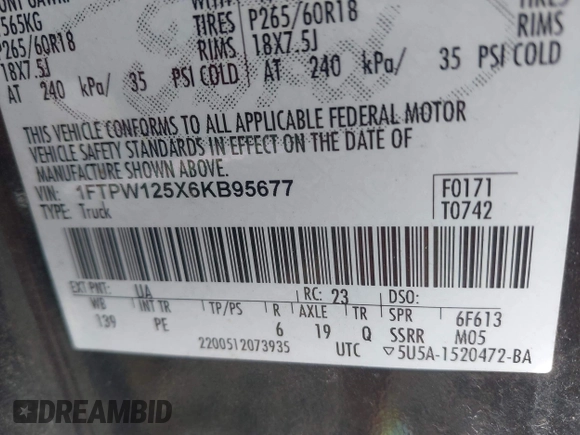 565KG
TIRES P265/60R18
P265/60R18
RIMS 18X7.5J
RIMS
18X7.5J
AT 240 kPa/ 35 PSI COLD
AT 240 kPa/ 35 PSI COLD
THIS VEHICLE CONFORMS TO ALL APPLICABLE FEDERAL MOTOR
VEHICLE SAFETY STANDARDS IN EFFECT ON THE DATE OF
MANUFACTURE SHOWN ABOVE.
VIN: 1FTPW125X6KB95677
F0171
TYPE: Truck
T0742
EXT PNT: UA
RC: 23
DSO:
WB
INT TR
TP/PS
R
AXLE
TR
SPR
6F613
139
PE
6
19
Q
SSRR
M05
2200512073935
UTC
▽5U5A-1520472-BA
DREAMBID